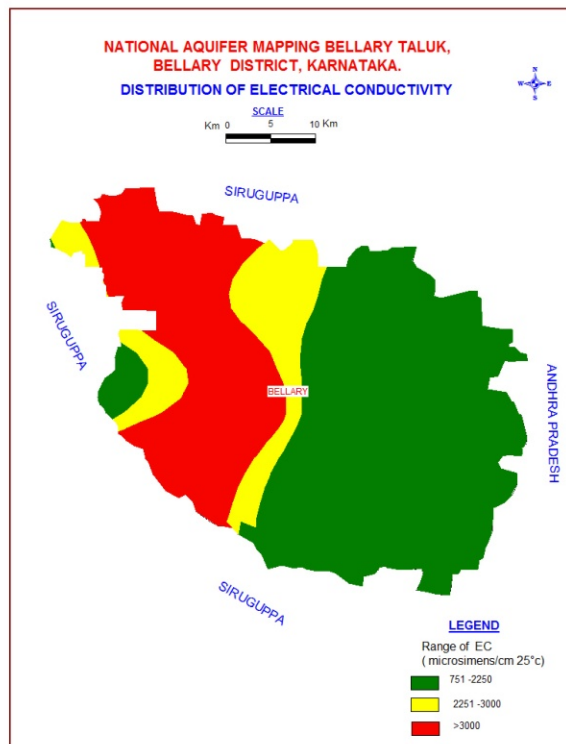 NATIONAL AQUIFER MAPPING BELLARY TALUK,
BELLARY DISTRICT, KARNATAKA.
DISTRIBUTION OF ELECTRICAL CONDUCTIVITY
N
W E
S
SCALE
Km 0 5 10 Km
SIRUGUPPA
SIRUGUPPA
BELLARY
ANDHRA PRADESH
SIRUGUPPA
LEGEND
Range of EC
( microsimens/cm 25°c)
751 -2250
2251 -3000
>3000